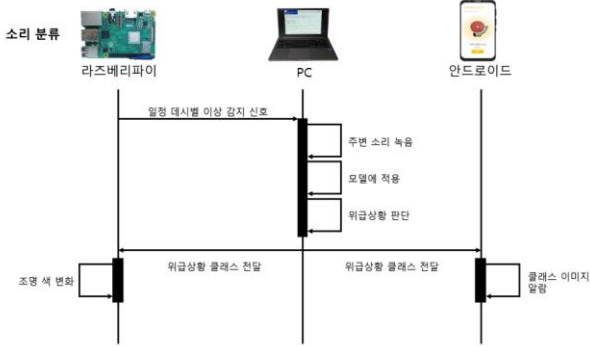 소리 분류
라즈베리파이
PC
안드로이드
일정 데시벨 이상 감지 신호
주변 소리 녹음
모델에 적용
위급상황 판단
위급상황 클래스 전달
위급상황 클래스 전달
조명 색 변화
클래스 이미지
알람